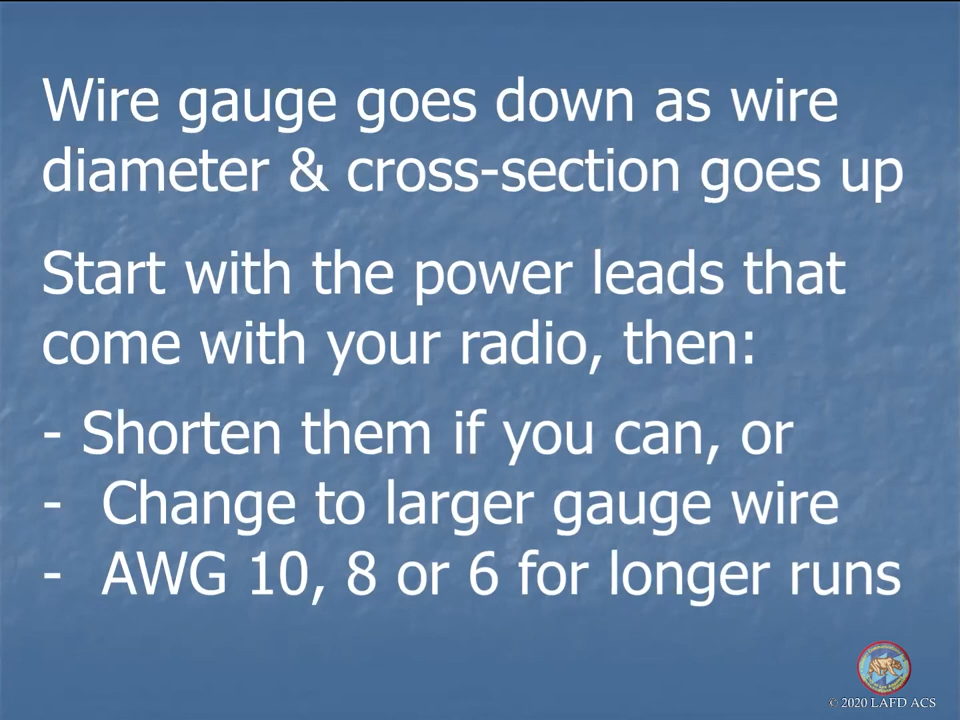 Wire gauge goes down as wire
diameter & cross-section goes up
Start with the power leads that
come with your radio, then:
- Shorten them if you can, or
- Change to larger gauge wire
- AWG 10, 8 or 6 for longer runs
© 2020 LAFD ACS